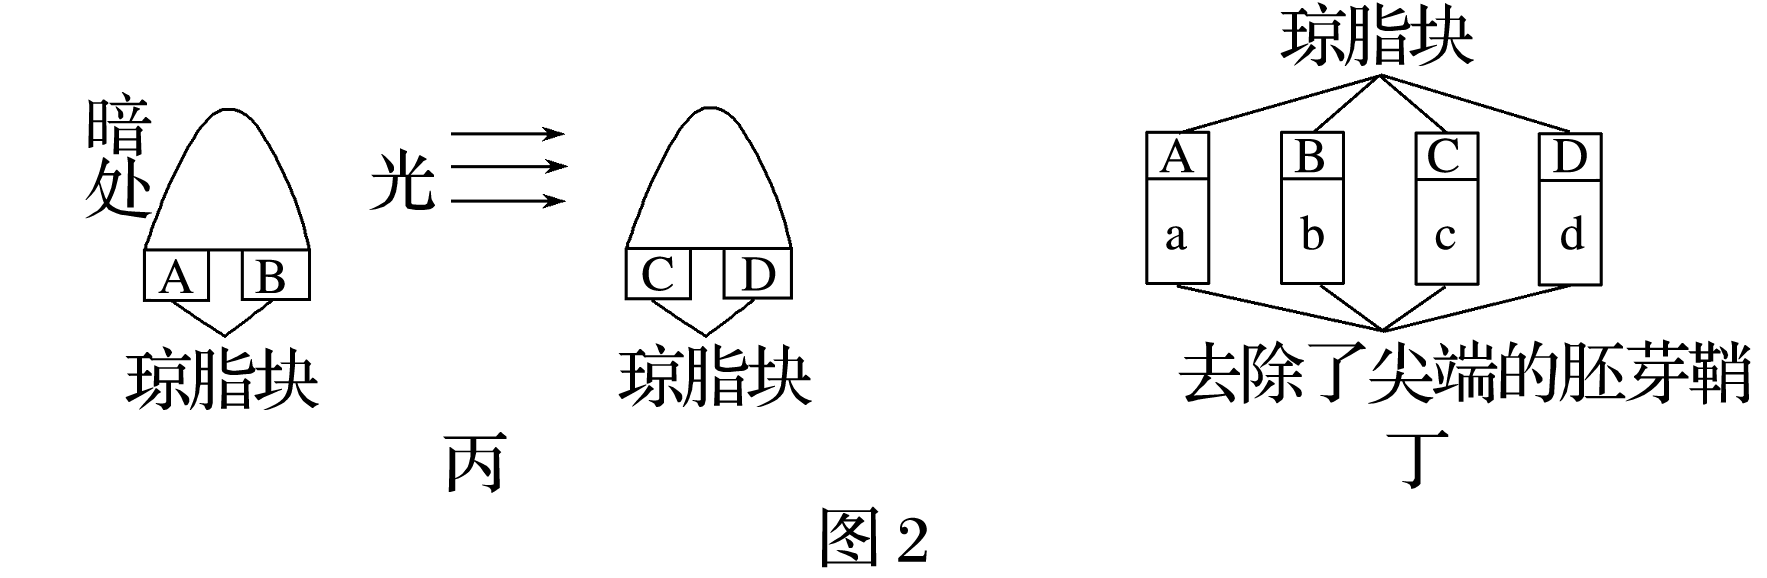 暗处
A B
琼脂块
光
C D
琼脂块
丙
琼脂块
A B C D
a b c d
去除了尖端的胚芽鞘
丁
图2